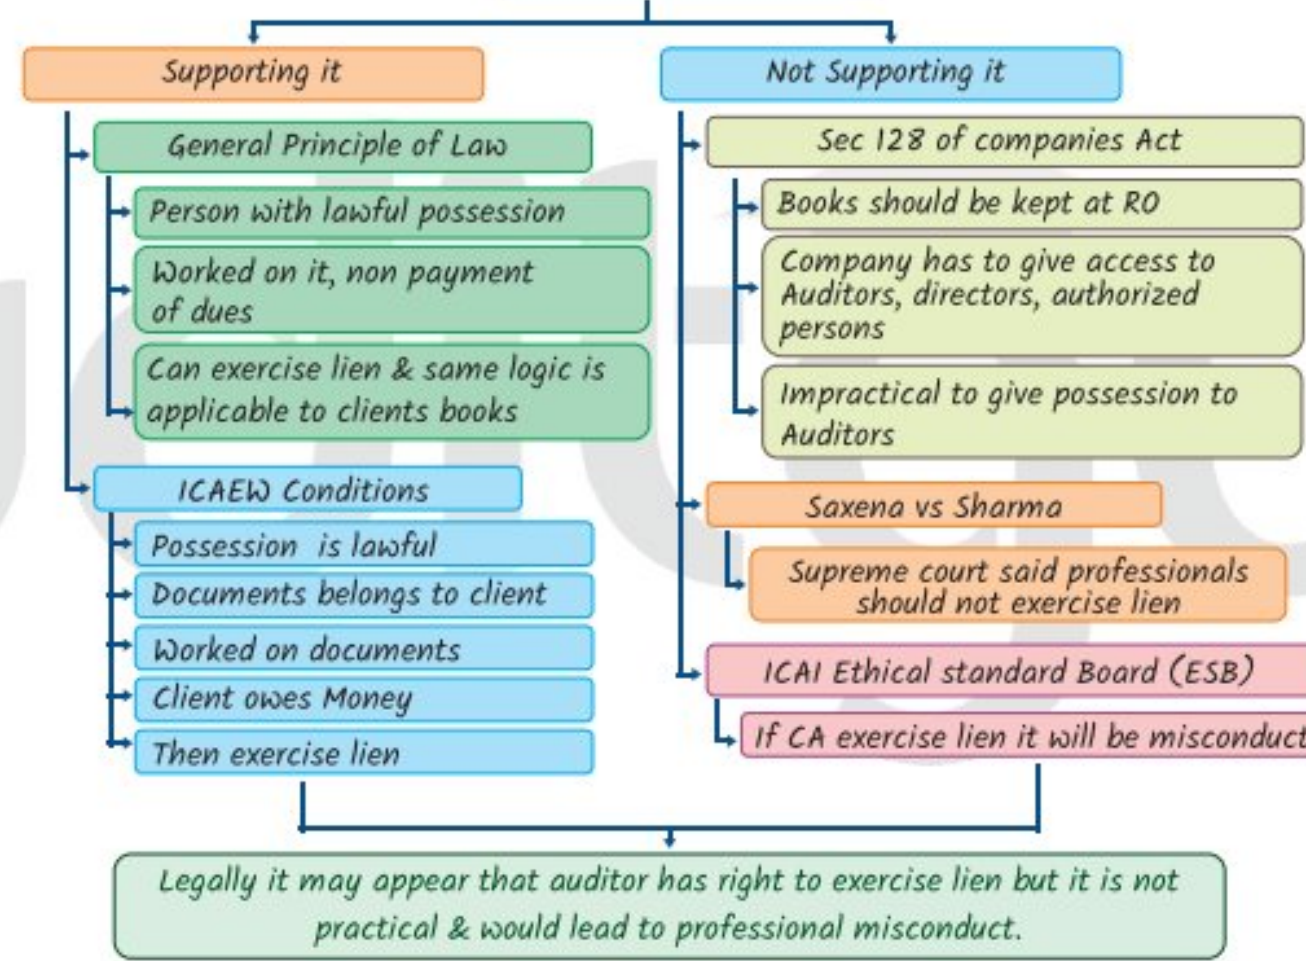 Supporting it
General Principle of Law
Person with lawful possession
Worked on it, non payment
of dues
Can exercise lien & same logic is
applicable to clients books
ICAEW Conditions
Possession is lawful
Documents belongs to client
Worked on documents
Client owes Money
Then exercise lien
Not Supporting it
Sec 128 of companies Act
Books should be kept at RO
Company has to give access to
Auditors, directors, authorized
persons
Impractical to give possession to
Auditors
Saxena vs Sharma
Supreme court said professionals
should not exercise lien
ICAI Ethical standard Board (ESB)
If CA exercise lien it will be misconduct
Legally it may appear that auditor has right to exercise lien but it is not
practical & would lead to professional misconduct.